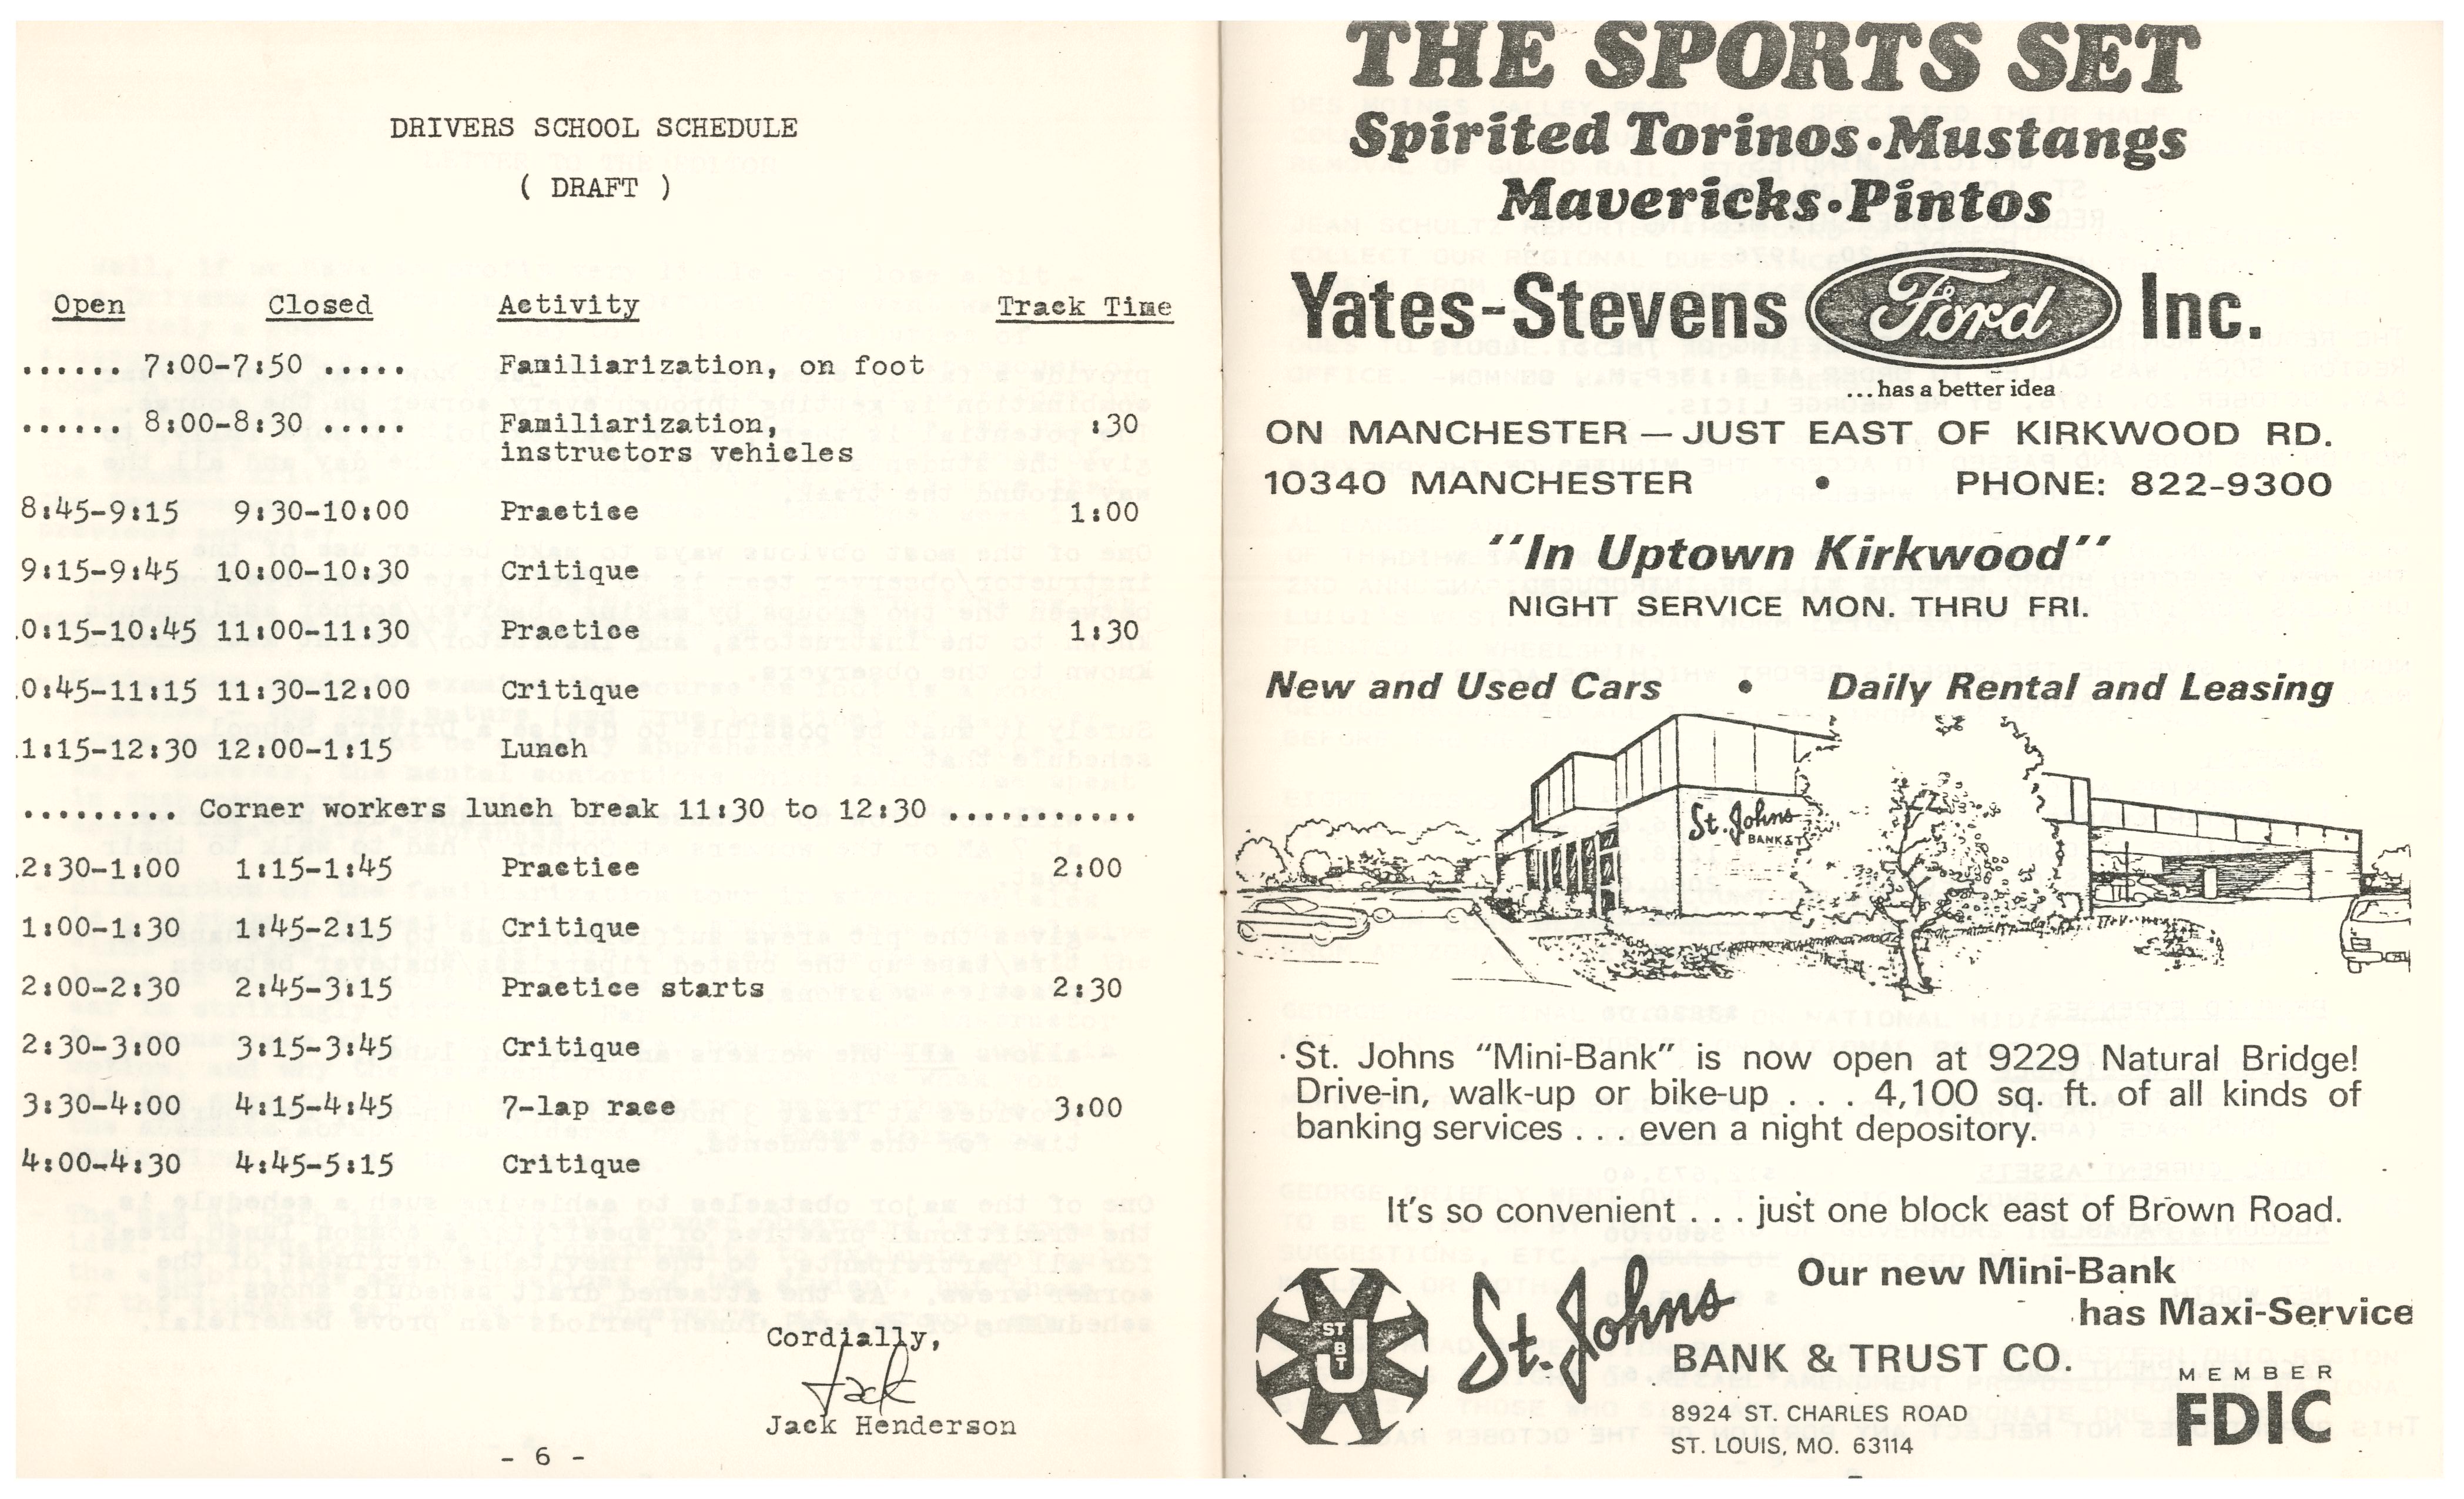 DRIVERS SCHOOL SCHEDULE
( DRAFT )
Open Closed Activity Track Time
...... 7:00-7:50 ..... Familiarization, on foot
...... 8:00-8:30 ..... Familiarization, :30
instructors vehicles
8:45-9:15 9:30-10:00 Practice 1:00
9:15-9:45 10:00-10:30 Critique
0:15-10:45 11:00-11:30 Practice 1:30
0:45-11:15 11:30-12:00 Critique
1:15-12:30 12:00-1:15 Lunch
......... Corner workers lunch break 11:30 to 12:30 ...........
2:30-1:00 1:15-1:45 Practice 2:00
1:00-1:30 1:45-2:15 Critique
2:00-2:30 2:45-3:15 Practice starts 2:30
2:30-3:00 3:15-3:45 Critique
3:30-4:00 4:15-4:45 7-lap race 3:00
4:00-4:30 4:45-5:15 Critique
Cordially,
Jack
Jack Henderson
- 6 -
THE SPORTS SET
Spirited Torinos·Mustangs
Mavericks·Pintos
Yates-Stevens Ford Inc.
...has a better idea
ON MANCHESTER — JUST EAST OF KIRKWOOD RD.
10340 MANCHESTER • PHONE: 822-9300
"In Uptown Kirkwood"
NIGHT SERVICE MON. THRU FRI.
New and Used Cars • Daily Rental and Leasing
St. Johns
BANK & T
St. Johns "Mini-Bank" is now open at 9229 Natural Bridge!
Drive-in, walk-up or bike-up . . . 4,100 sq. ft. of all kinds of
banking services . . . even a night depository.
It's so convenient . . . just one block east of Brown Road.
Our new Mini-Bank
has Maxi-Service
ST J B T
St. Johns
BANK & TRUST CO.
8924 ST. CHARLES ROAD
ST. LOUIS, MO. 63114
MEMBER
FDIC